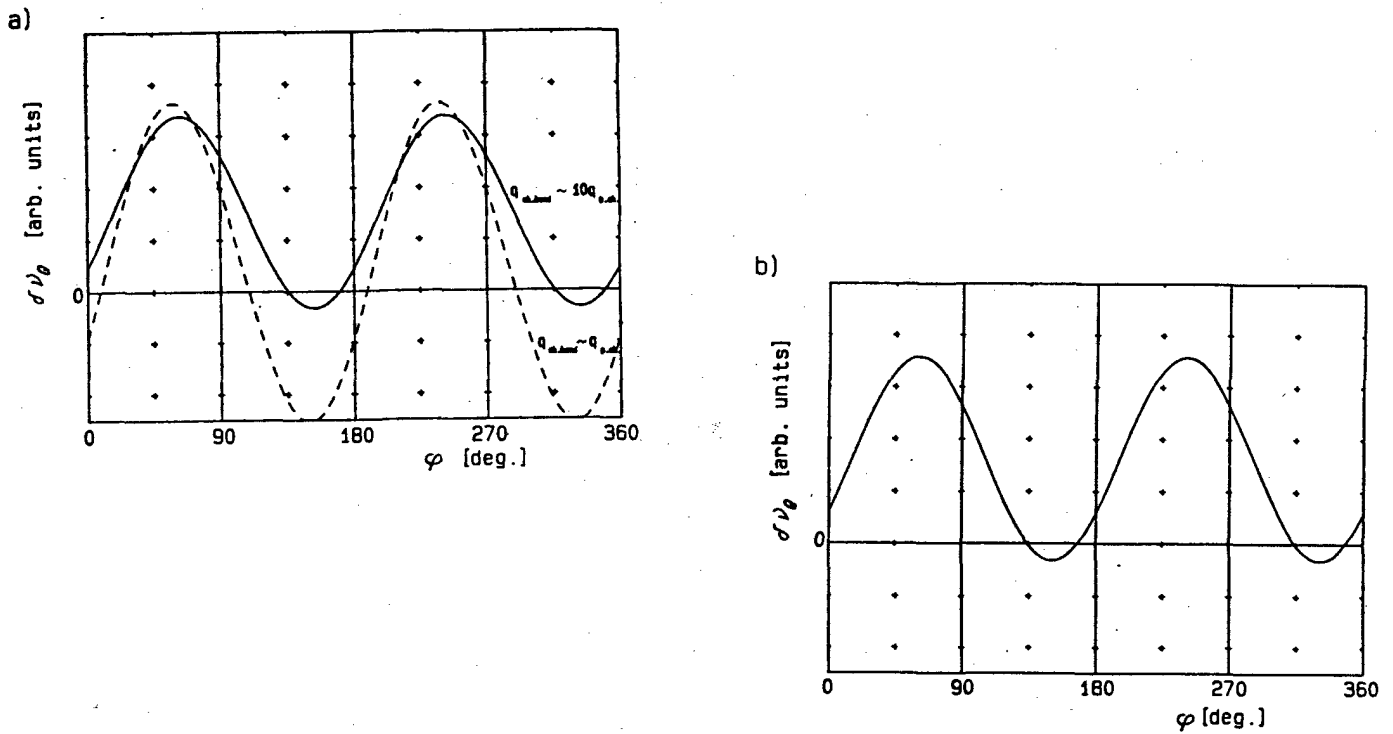 a)
δν_θ [arb. units]
0
q ~ 10q
q ~ q
0 90 180 270 360
φ [deg.]
b)
δν_θ [arb. units]
0
0 90 180 270 360
φ [deg.]